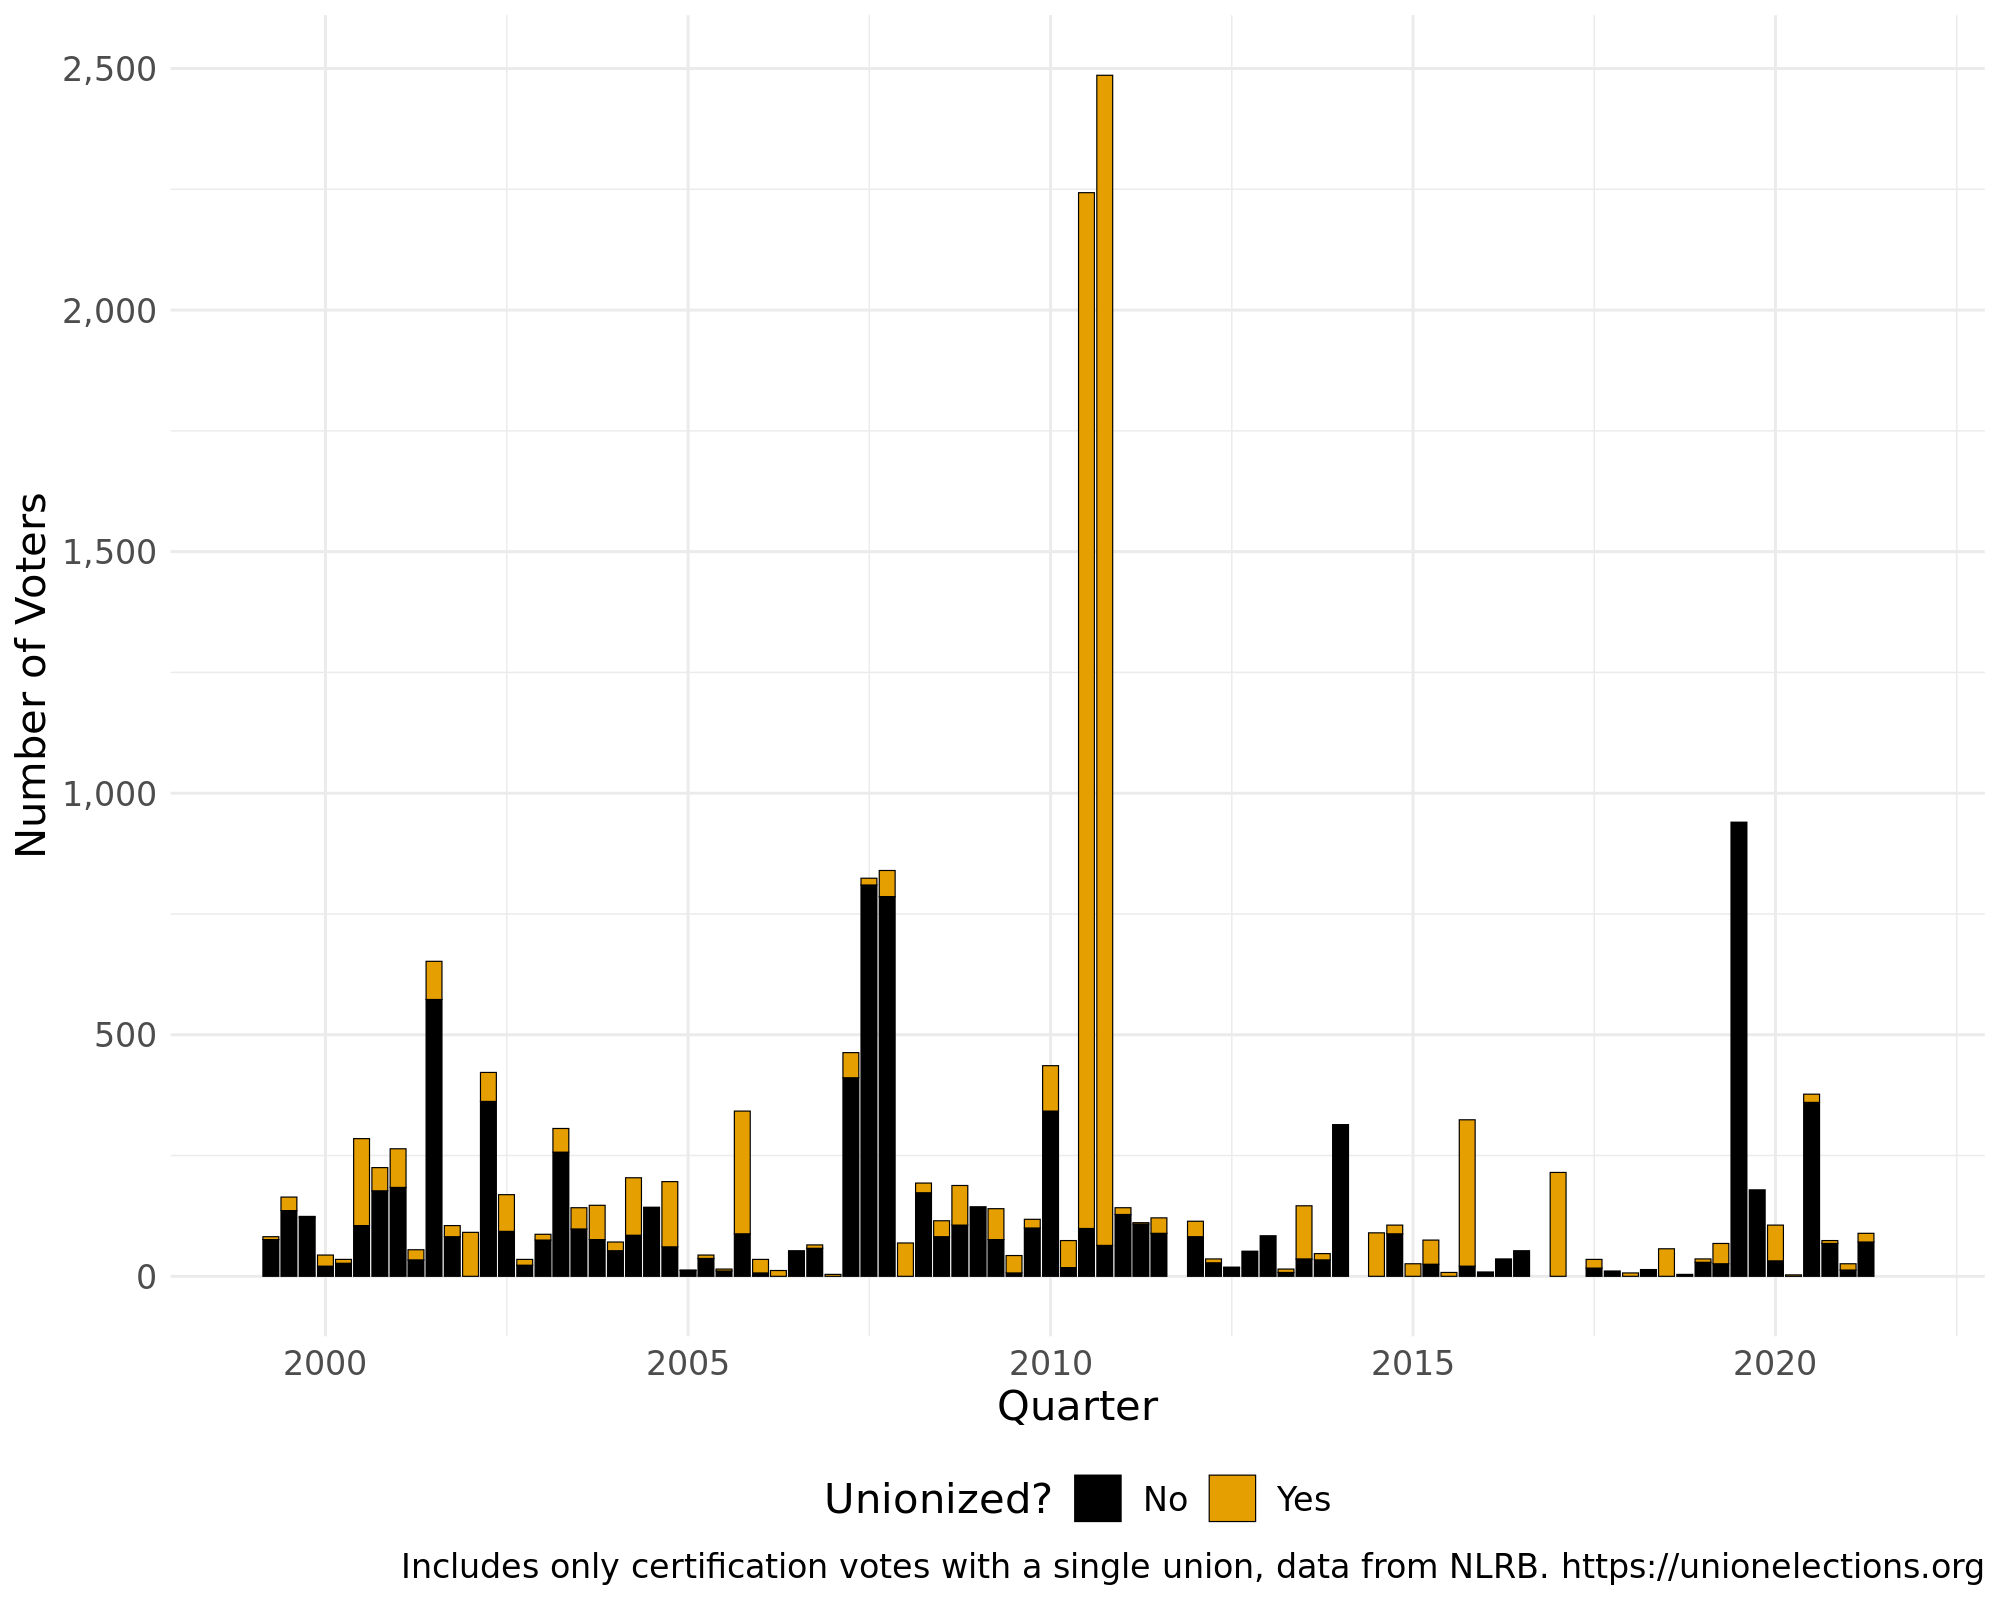 2,500
2,000
1,500
1,000
500
0
Number of Voters
2000 2005 2010 2015 2020
Quarter
Unionized? No Yes
Includes only certification votes with a single union, data from NLRB. https://unionelections.org